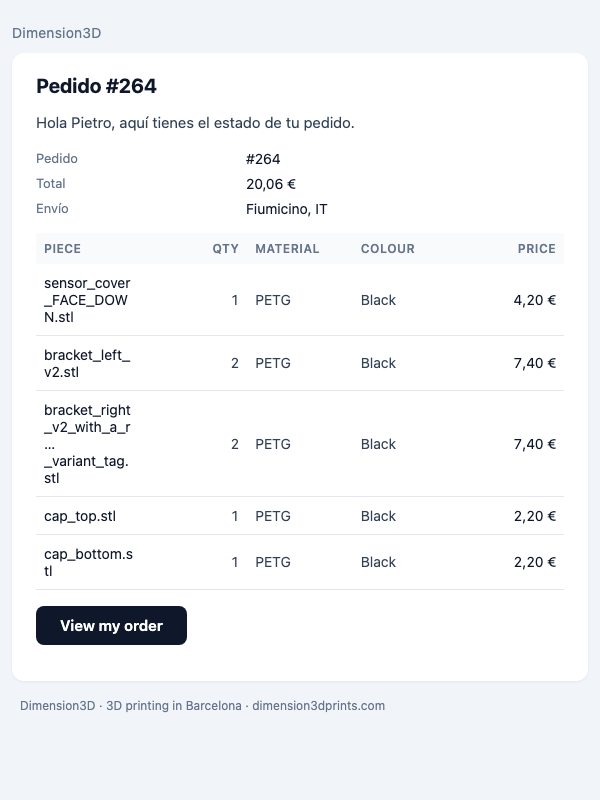 Dimension3D
Pedido #264
Hola Pietro, aquí tienes el estado de tu pedido.
Pedido #264
Total 20,06 €
Envío Fiumicino, IT
PIECE QTY MATERIAL COLOUR PRICE
sensor_cover
_FACE_DOW
N.stl
1 PETG Black 4,20 €
bracket_left_
v2.stl
2 PETG Black 7,40 €
bracket_right
_v2_with_a_r
…
_variant_tag.
stl
2 PETG Black 7,40 €
cap_top.stl 1 PETG Black 2,20 €
cap_bottom.s
tl
1 PETG Black 2,20 €
View my order
Dimension3D · 3D printing in Barcelona · dimension3dprints.com